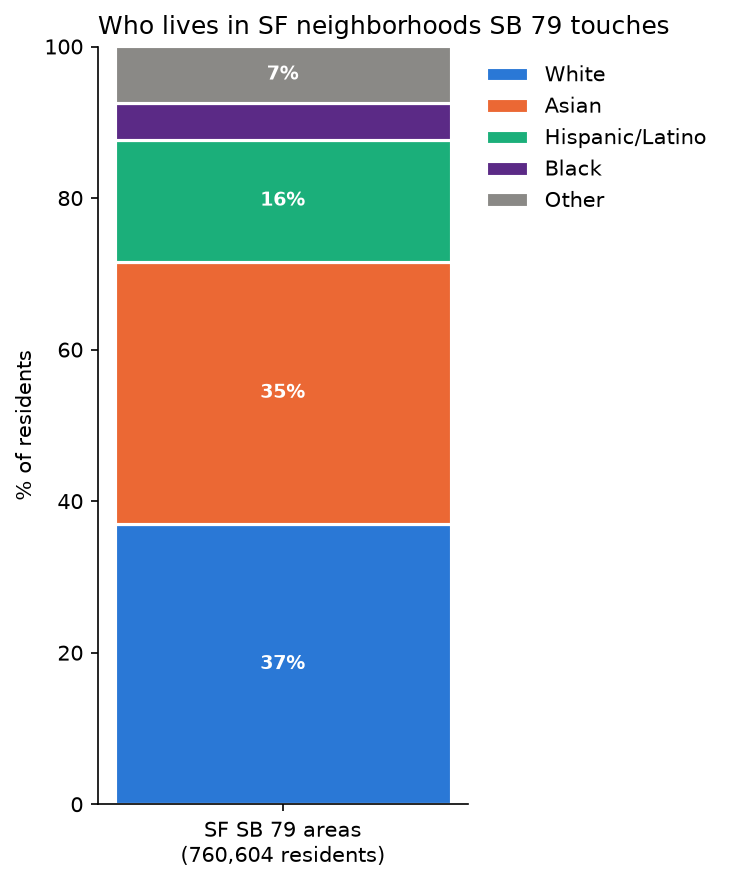 Who lives in SF neighborhoods SB 79 touches
100
80
60
40
20
0
% of residents
7%
16%
35%
37%
White
Asian
Hispanic/Latino
Black
Other
SF SB 79 areas
(760,604 residents)